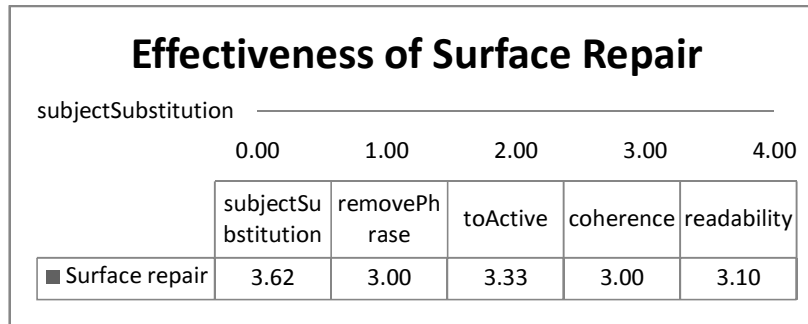 Effectiveness of Surface Repair
subjectSubstitution
0.00 1.00 2.00 3.00 4.00
subjectSu removePh toActive coherence readability
bstitution rase
Surface repair 3.62 3.00 3.33 3.00 3.10